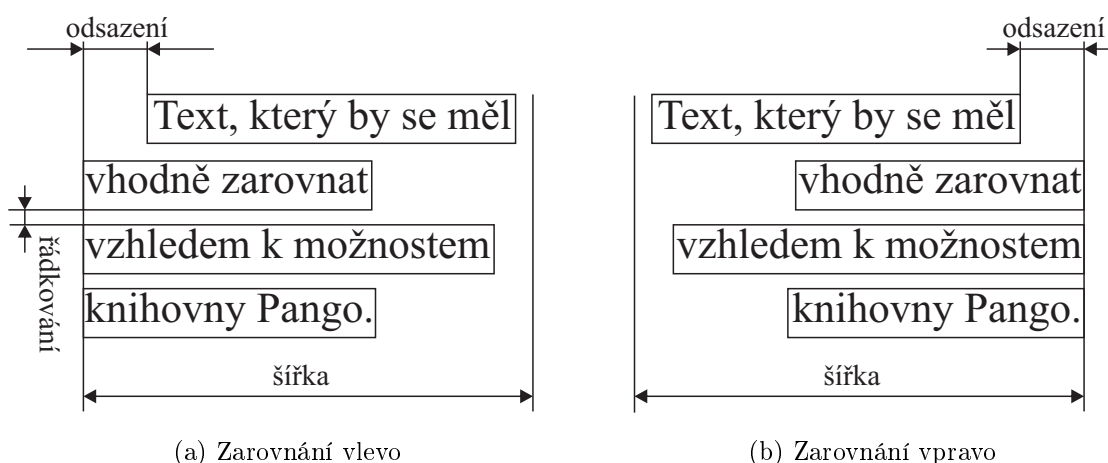 odsazení
Text, který by se měl
vhodně zarovnat
vzhledem k možnostem
knihovny Pango.
řádkování
šířka
(a) Zarovnání vlevo
odsazení
Text, který by se měl
vhodně zarovnat
vzhledem k možnostem
knihovny Pango.
šířka
(b) Zarovnání vpravo